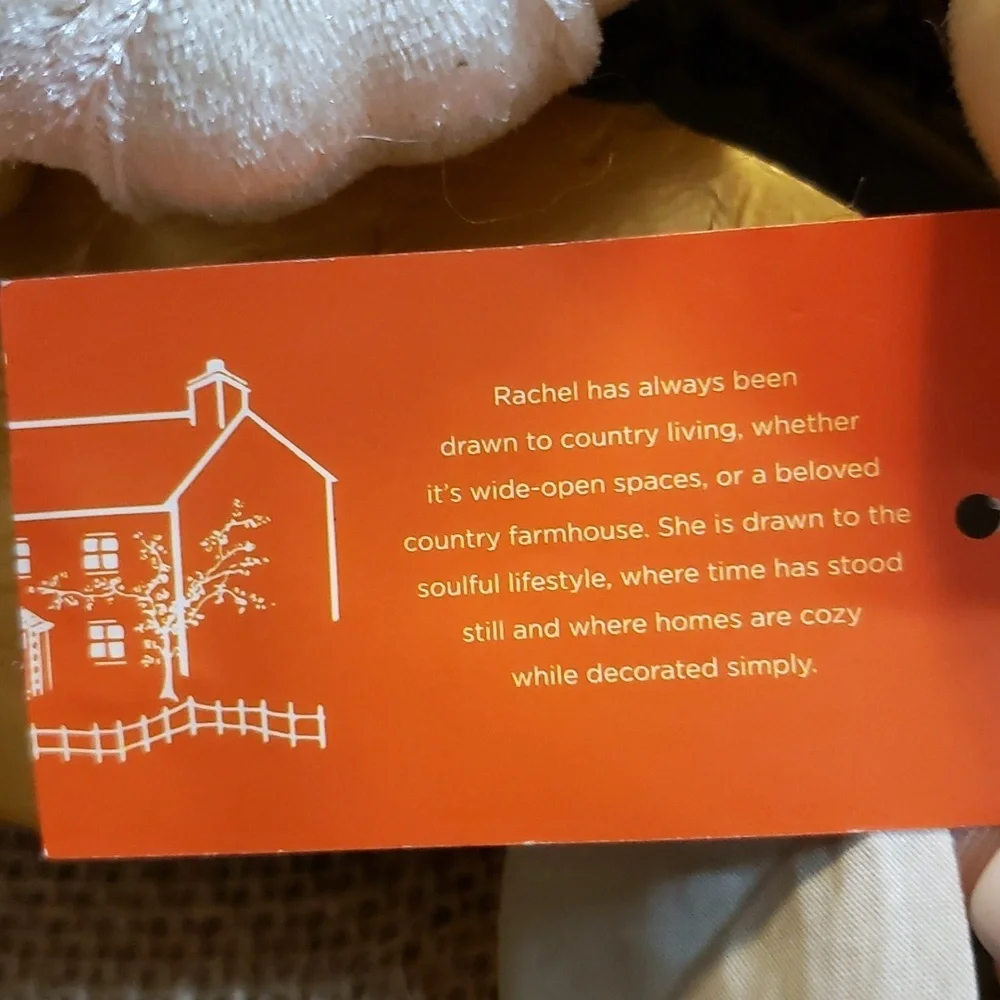 Rachel has always been
drawn to country living, whether
it's wide-open spaces, or a beloved
country farmhouse. She is drawn to the
soulful lifestyle, where time has stood
still and where homes are cozy
while decorated simply.